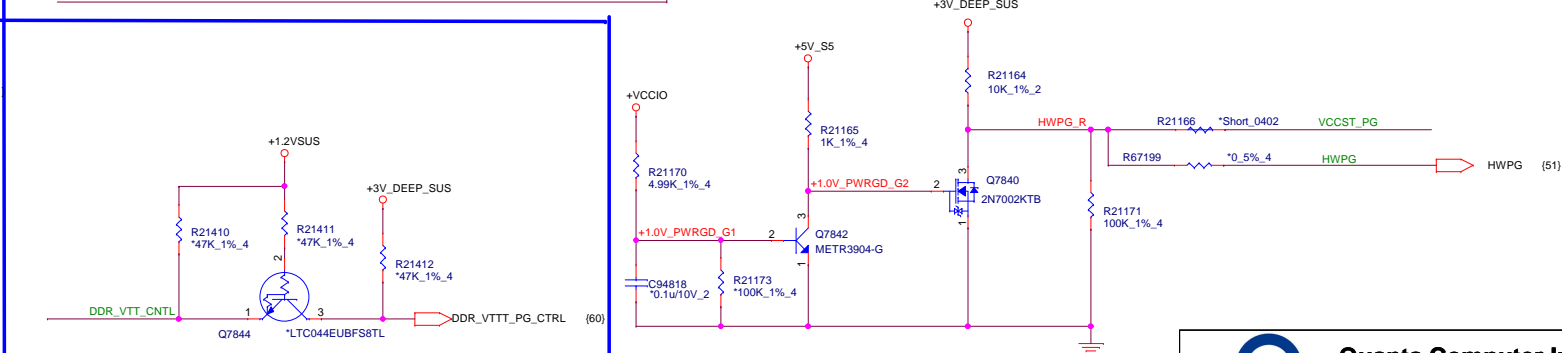 +3V_DEEP_SUS
+5V_S5
R21164
10K_1%_2
+VCCIO
HWPG_R
R21166
*Short_0402
VCCST_PG
R21165
1K_1%_4
+1.2VSUS
R67199
*0_5%_4
HWPG
HWPG
{51}
R21170
4.99K_1%_4
+3V_DEEP_SUS
+1.0V_PWRGD_G2
2
3
Q7840
2N7002KTB
1
R21410
*47K_1%_4
R21411
*47K_1%_4
R21171
100K_1%_4
+1.0V_PWRGD_G1
2
3
Q7842
METR3904-G
1
R21412
*47K_1%_4
2
C94818
*0.1u/10V_2
R21173
*100K_1%_4
DDR_VTT_CNTL
1
3
DDR_VTTT_PG_CTRL
{60}
Q7844
*LTC044EUBFS8TL